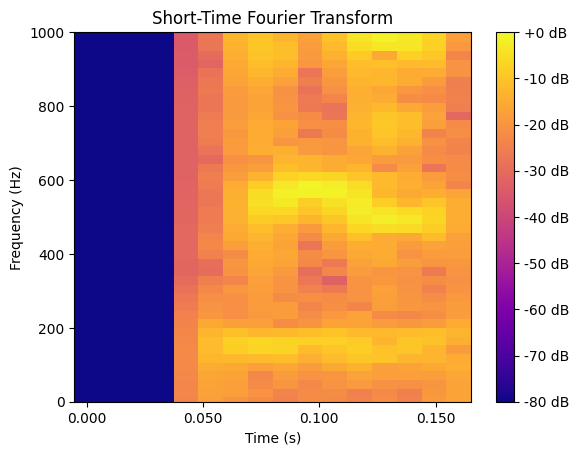 Short-Time Fourier Transform
1000
800
600
400
200
0
Frequency (Hz)
0.000
0.050
0.100
0.150
Time (s)
+0 dB
-10 dB
-20 dB
-30 dB
-40 dB
-50 dB
-60 dB
-70 dB
-80 dB